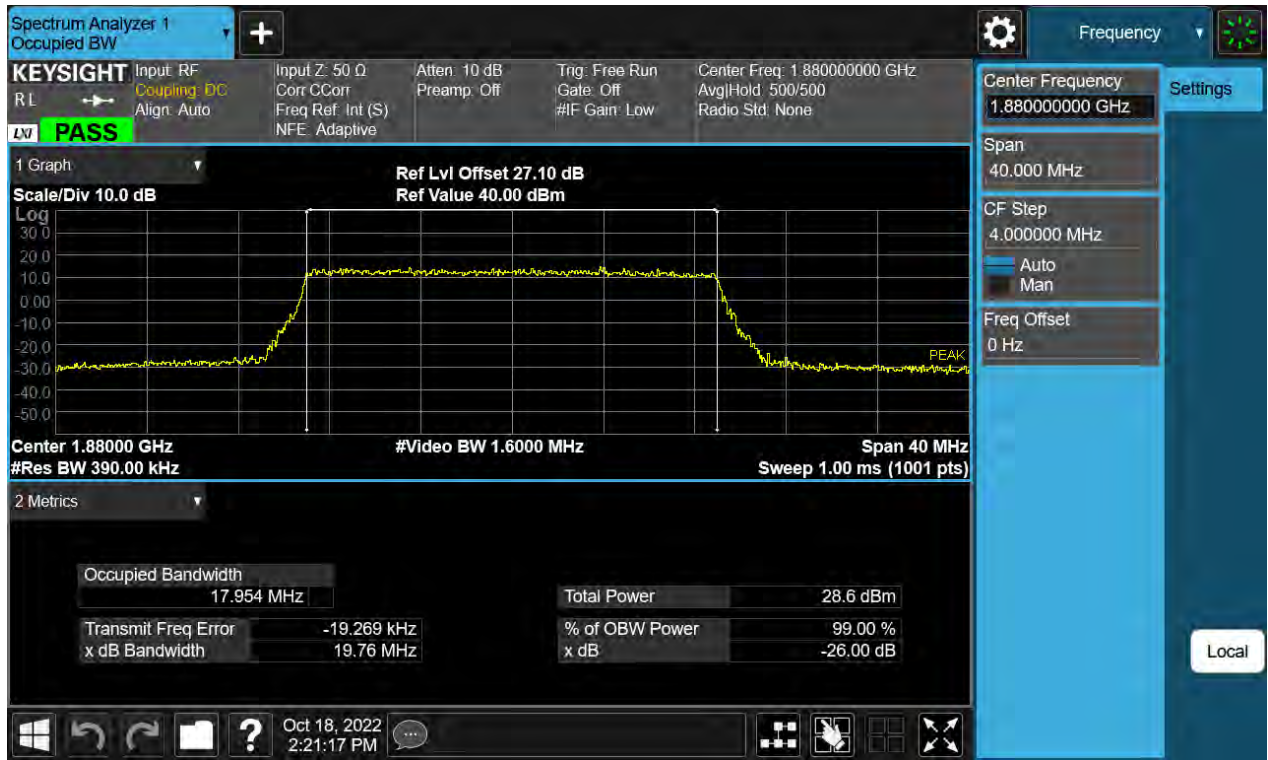 Spectrum Analyzer 1
Occupied BW
+
Frequency
KEYSIGHT
RL
LXI
PASS
Input: RF
Coupling: DC
Align: Auto
Input Z: 50 Ω
Corr CCorr
Freq Ref: Int (S)
NFE: Adaptive
Atten: 10 dB
Preamp: Off
Trig: Free Run
Gate: Off
#IF Gain: Low
Center Freq: 1.880000000 GHz
Avg|Hold: 500/500
Radio Std: None
Center Frequency
1.880000000 GHz
Settings
Span
40.000 MHz
CF Step
4.000000 MHz
Auto
Man
Freq Offset
0 Hz
1 Graph
Scale/Div 10.0 dB
Ref Lvl Offset 27.10 dB
Ref Value 40.00 dBm
Log
30.0
20.0
10.0
0.00
-10.0
-20.0
-30.0
-40.0
-50.0
PEAK
Center 1.88000 GHz
#Video BW 1.6000 MHz
Span 40 MHz
#Res BW 390.00 kHz
Sweep 1.00 ms (1001 pts)
2 Metrics
Occupied Bandwidth
17.954 MHz
Total Power 28.6 dBm
Transmit Freq Error -19.269 kHz
% of OBW Power 99.00 %
x dB Bandwidth 19.76 MHz
x dB -26.00 dB
Local
?
Oct 18, 2022
2:21:17 PM